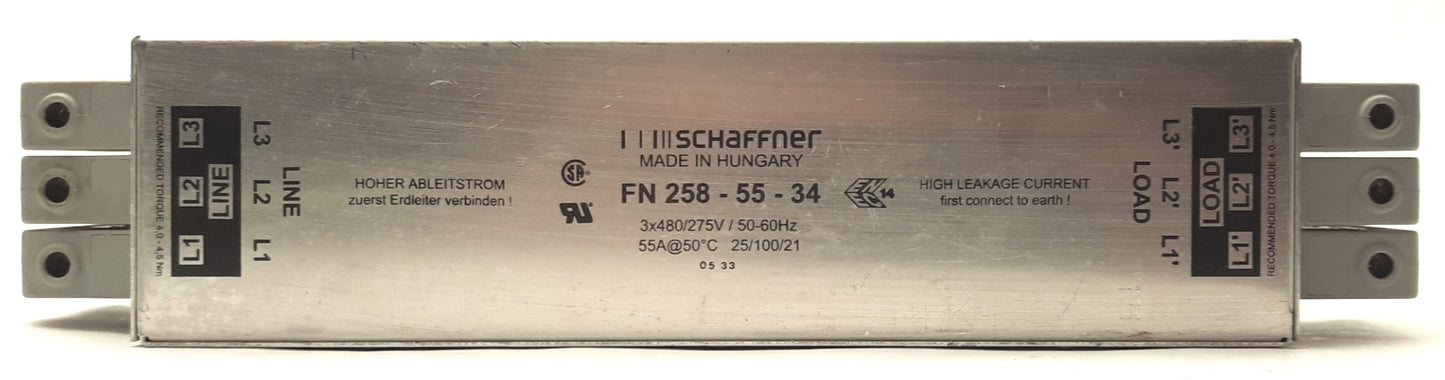 RECOMMENDED TORQUE 4,0 - 4,5 Nm
L1 L2 L3
LINE
L1 L2 L3
LINE
HOHER ABLEITSTROM
zuerst Erdleiter verbinden !
SA
schaffner
MADE IN HUNGARY
FN 258 - 55 - 34
3x480/275V / 50-60Hz
55A@50°C 25/100/21
05 33
14
HIGH LEAKAGE CURRENT
first connect to earth !
L1' L2' L3'
LOAD
LOAD
L1' L2' L3'
RECOMMENDED TORQUE 4,0 - 4,5 Nm